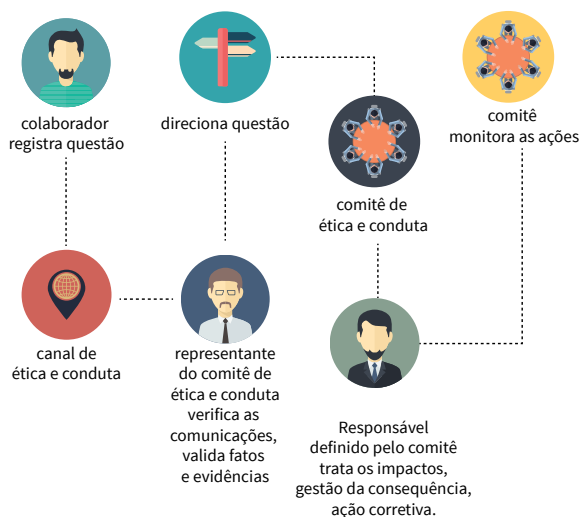 colaborador
registra questão
direciona questão
comitê
monitora as ações
comitê de
ética e conduta
canal de
ética e conduta
representante
do comitê de
ética e conduta
verifica as
comunicações,
valida fatos
e evidências
Responsável
definido pelo comitê
trata os impactos,
gestão da consequência,
ação corretiva.